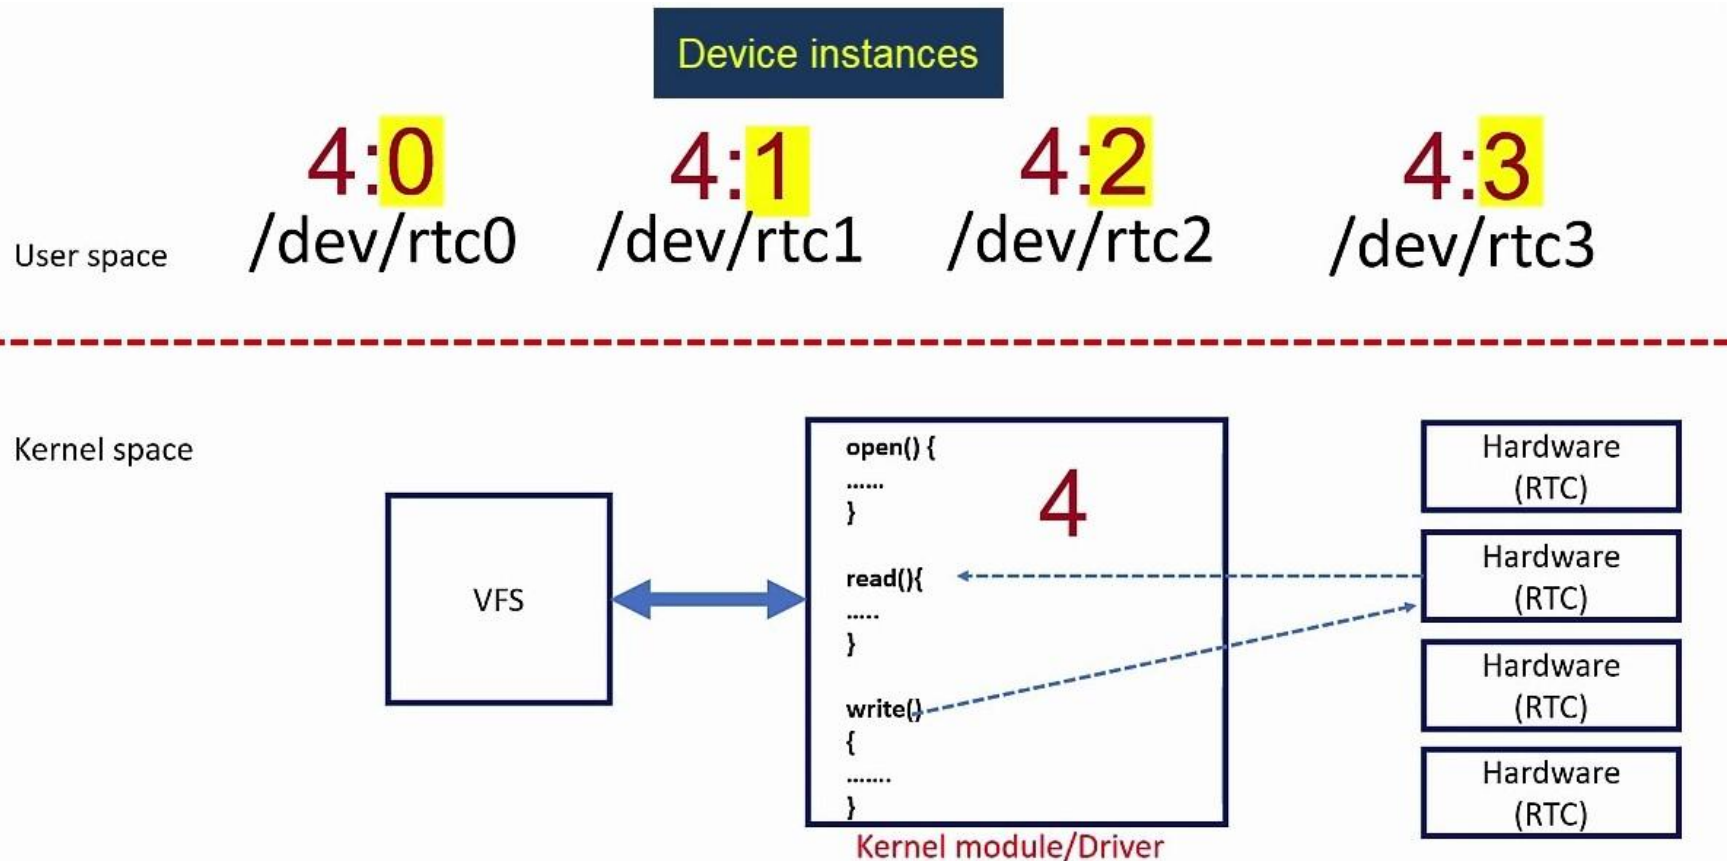 Device instances
4:0
4:1
4:2
4:3
User space
/dev/rtc0
/dev/rtc1
/dev/rtc2
/dev/rtc3
Kernel space
VFS
open() {
......
}
read(){
.....
}
write()
{
.......
}
4
Kernel module/Driver
Hardware
(RTC)
Hardware
(RTC)
Hardware
(RTC)
Hardware
(RTC)